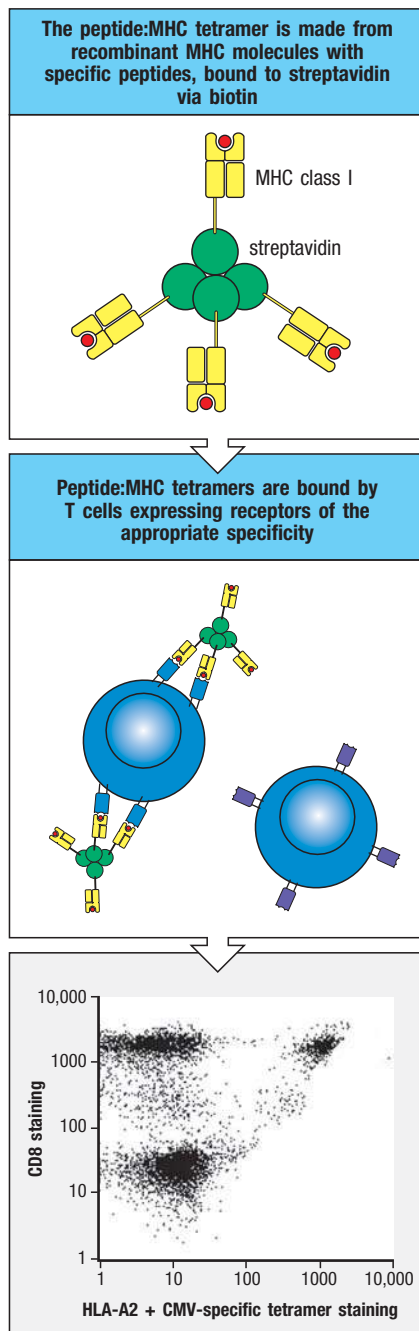 The peptide:MHC tetramer is made from
recombinant MHC molecules with
specific peptides, bound to streptavidin
via biotin
MHC class I
streptavidin
Peptide:MHC tetramers are bound by
T cells expressing receptors of the
appropriate specificity
10,000
1000
100
10
1
CD8 staining
1 10 100 1000 10,000
HLA-A2 + CMV-specific tetramer staining